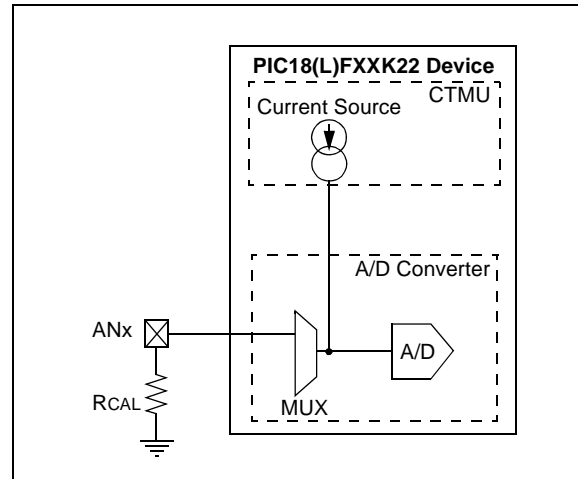 PIC18(L)FXXK22 Device
CTMU
Current Source
A/D Converter
ANx
A/D
RCAL
MUX